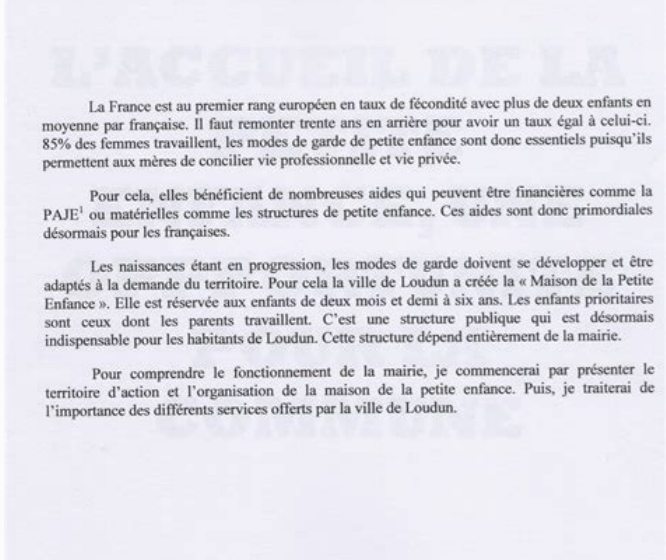 L'ACCUEIL DE LA
La France est au premier rang européen en taux de fécondité avec plus de deux enfants en
moyenne par française. Il faut remonter trente ans en arrière pour avoir un taux égal à celui-ci.
85% des femmes travaillent, les modes de garde de petite enfance sont donc essentiels puisqu'ils
permettent aux mères de concilier vie professionnelle et vie privée.
Pour cela, elles bénéficient de nombreuses aides qui peuvent être financières comme la
PAJE¹ ou matérielles comme les structures de petite enfance. Ces aides sont donc primordiales
désormais pour les françaises.
Les naissances étant en progression, les modes de garde doivent se développer et être
adaptés à la demande du territoire. Pour cela la ville de Loudun a créée la « Maison de la Petite
Enfance ». Elle est réservée aux enfants de deux mois et demi à six ans. Les enfants prioritaires
sont ceux dont les parents travaillent. C'est une structure publique qui est désormais
indispensable pour les habitants de Loudun. Cette structure dépend entièrement de la mairie.
Pour comprendre le fonctionnement de la mairie, je commencerai par présenter le
territoire d'action et l'organisation de la maison de la petite enfance. Puis, je traiterai de
l'importance des différents services offerts par la ville de Loudun.
COMMUNE